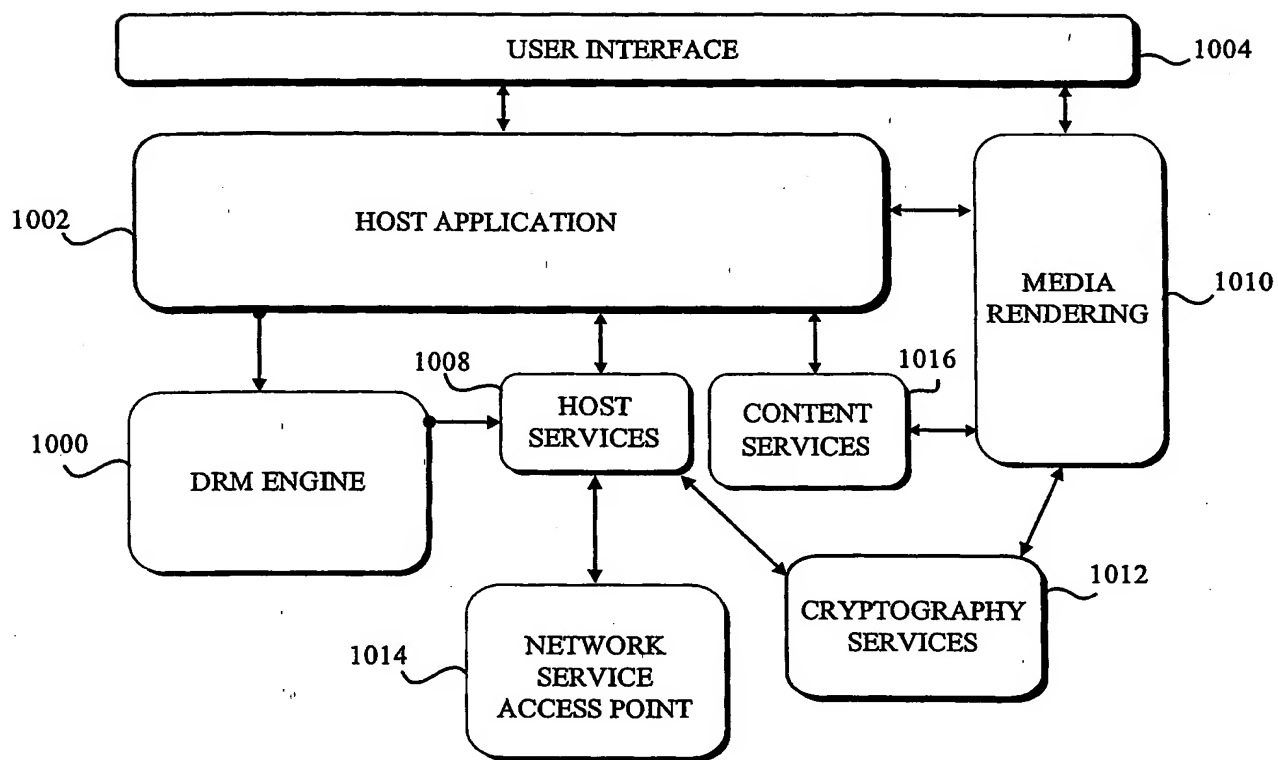 USER INTERFACE
1004
1002
HOST APPLICATION
MEDIA
RENDERING
1010
1008
HOST
SERVICES
1016
CONTENT
SERVICES
1000
DRM ENGINE
1014
NETWORK
SERVICE
ACCESS POINT
CRYPTOGRAPHY
SERVICES
1012